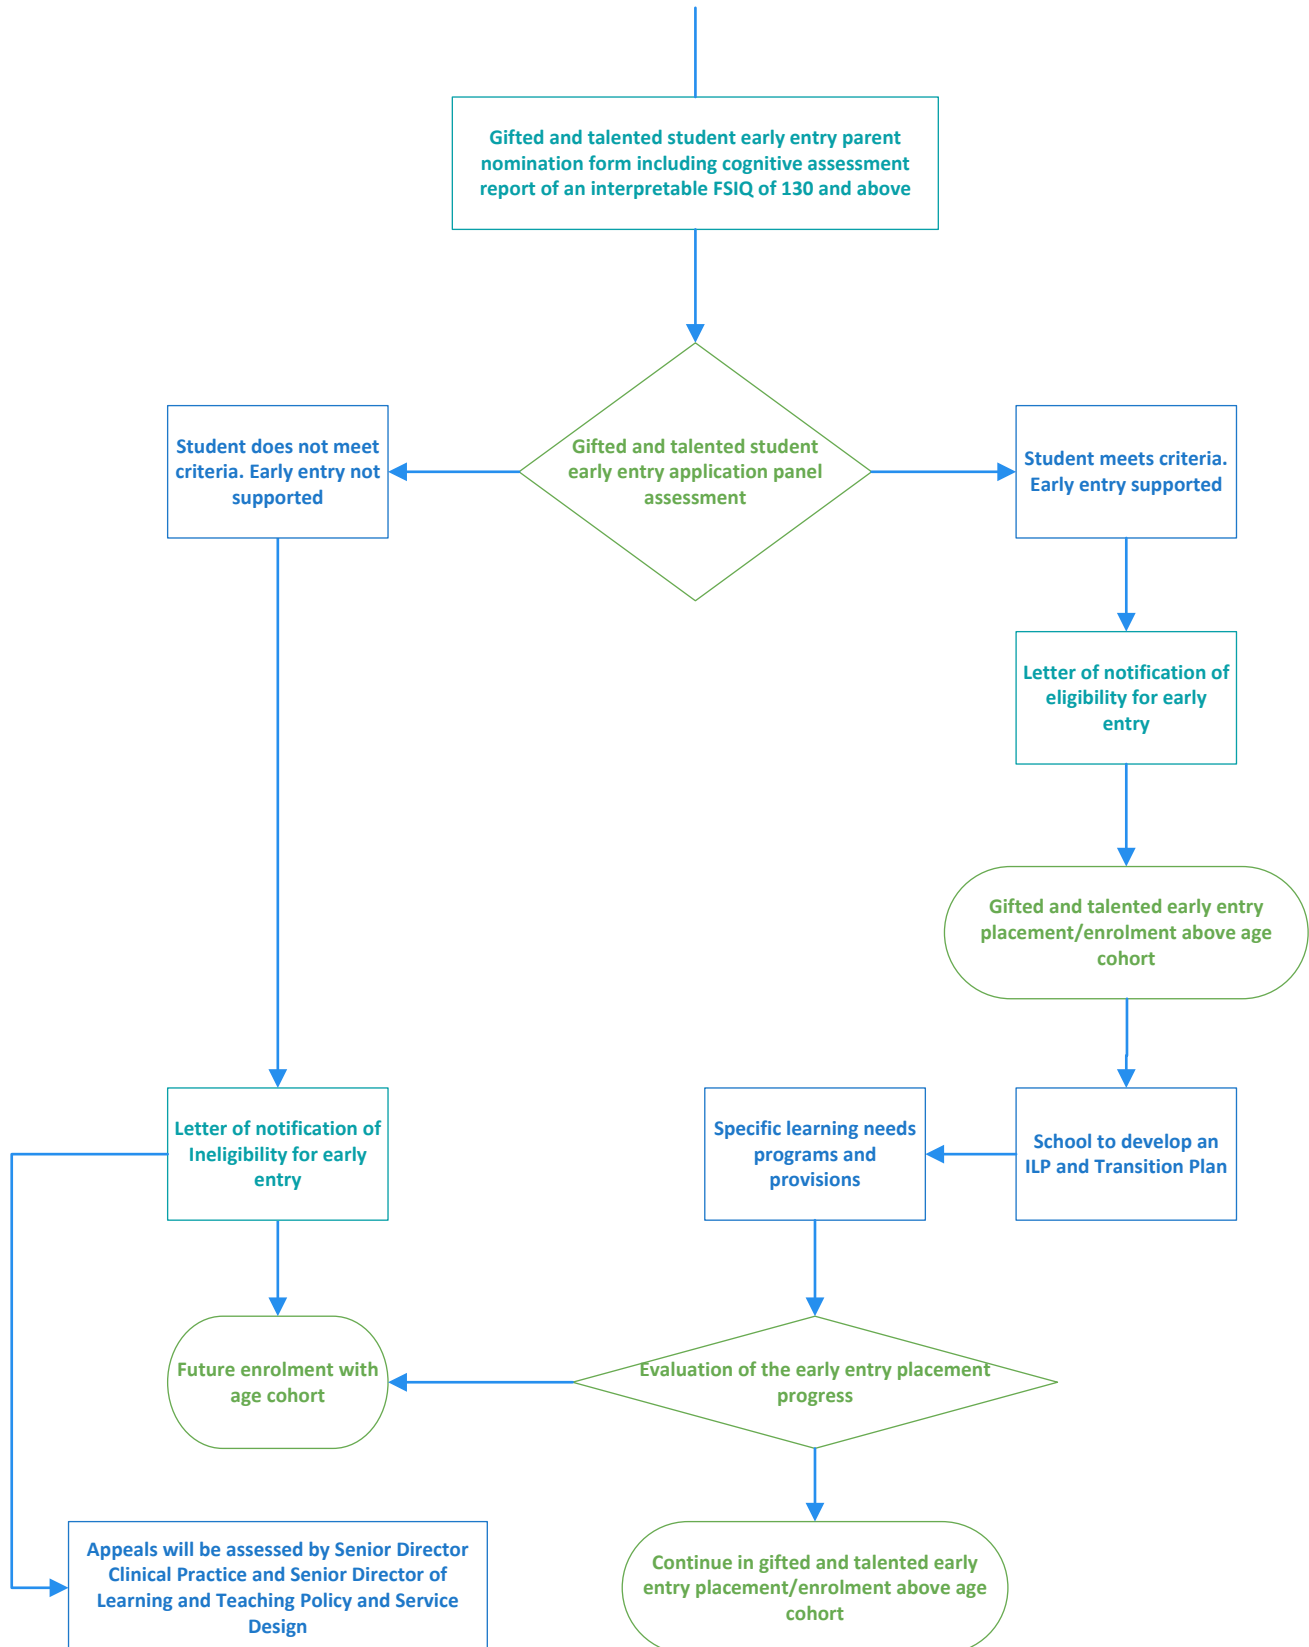 Gifted and talented student early entry parent
nomination form including cognitive assessment
report of an interpretable FSIQ of 130 and above
Student does not meet
criteria. Early entry not
supported
Gifted and talented student
early entry application panel
assessment
Student meets criteria.
Early entry supported
Letter of notification of
eligibility for early
entry
Gifted and talented early entry
placement/enrolment above age
cohort
Letter of notification of
Ineligibility for early
entry
Specific learning needs
programs and
provisions
School to develop an
ILP and Transition Plan
Future enrolment with
age cohort
Evaluation of the early entry placement
progress
Appeals will be assessed by Senior Director
Clinical Practice and Senior Director of
Learning and Teaching Policy and Service
Design
Continue in gifted and talented early
entry placement/enrolment above age
cohort